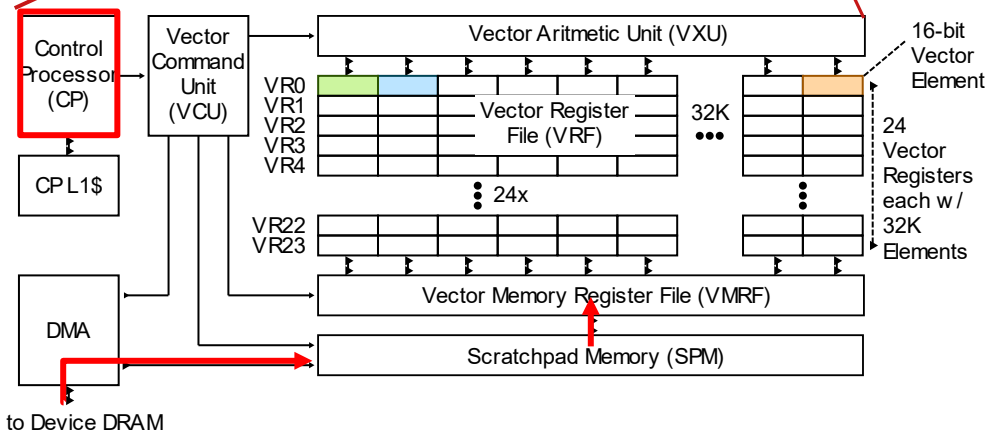 Control
Processor
(CP)
Vector
Command
Unit
(VCU)
Vector Aritmetic Unit (VXU)
16-bit
Vector
Element
VR0
VR1
VR2
VR3
VR4
Vector Register
File (VRF)
32K
24
Vector
Registers
each w/
32K
Elements
CP L1$
24x
VR22
VR23
Vector Memory Register File (VMRF)
DMA
Scratchpad Memory (SPM)
to Device DRAM